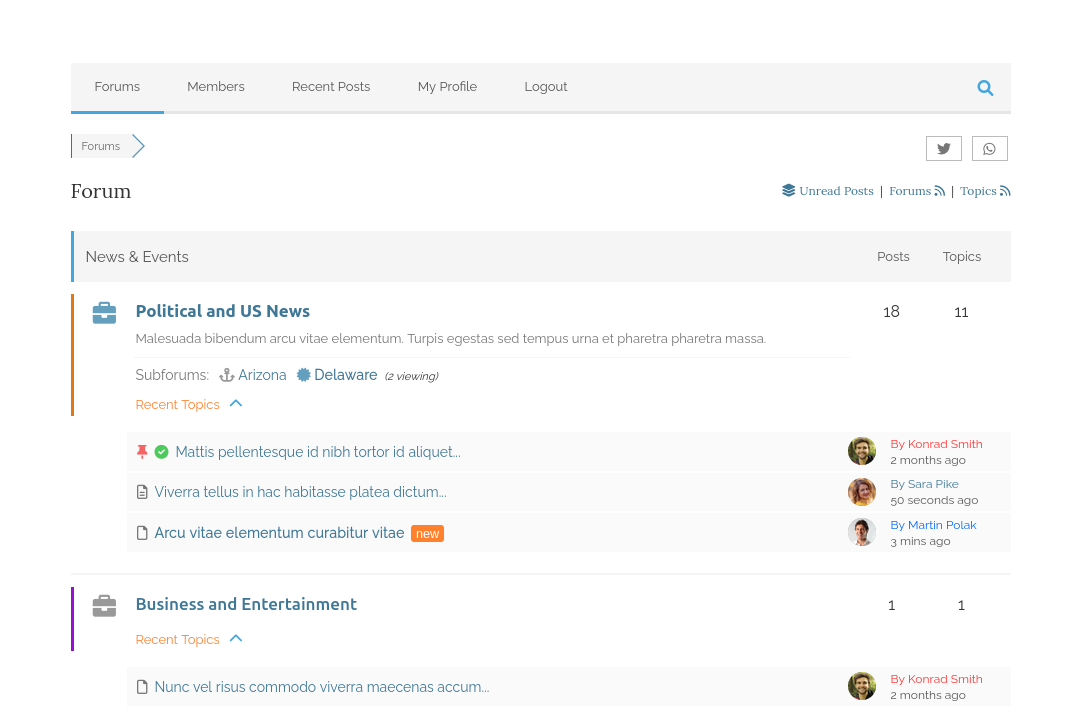 Forums Members Recent Posts My Profile Logout
Forums
Forum Unread Posts | Forums | Topics
News & Events Posts Topics
Political and US News 18 11
Malesuada bibendum arcu vitae elementum. Turpis egestas sed tempus urna et pharetra pharetra massa.
Subforums: Arizona Delaware (2 viewing)
Recent Topics
Mattis pellentesque id nibh tortor id aliquet... By Konrad Smith
2 months ago
Viverra tellus in hac habitasse platea dictum... By Sara Pike
50 seconds ago
Arcu vitae elementum curabitur vitae new By Martin Polak
3 mins ago
Business and Entertainment 1 1
Recent Topics
Nunc vel risus commodo viverra maecenas accum... By Konrad Smith
2 months ago